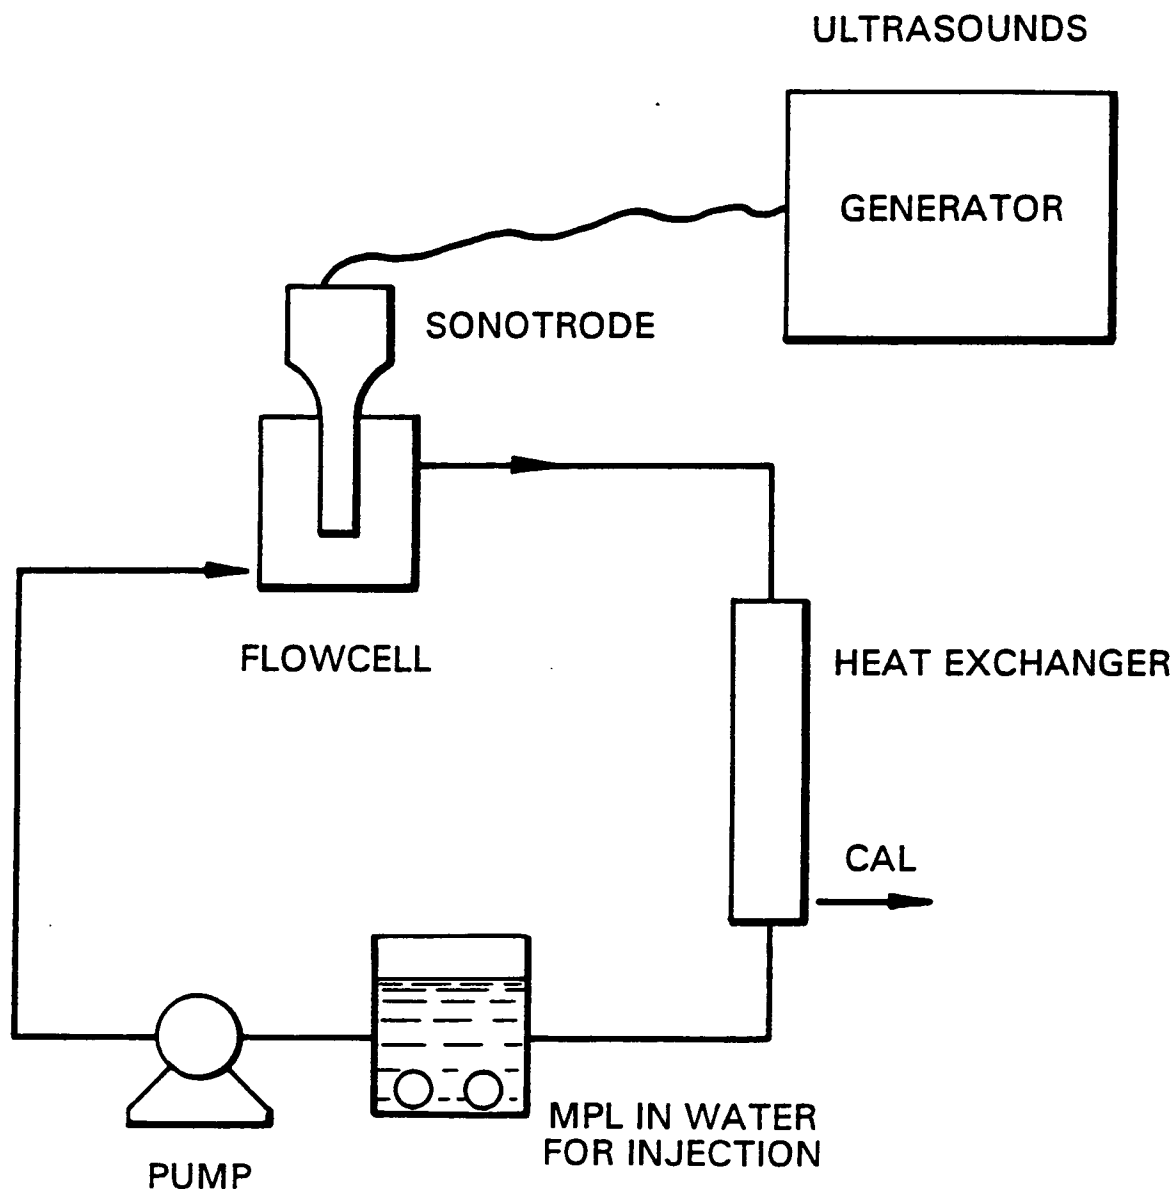 ULTRASOUNDS
GENERATOR
SONOTRODE
FLOWCELL
HEAT EXCHANGER
CAL
MPL IN WATER
FOR INJECTION
PUMP